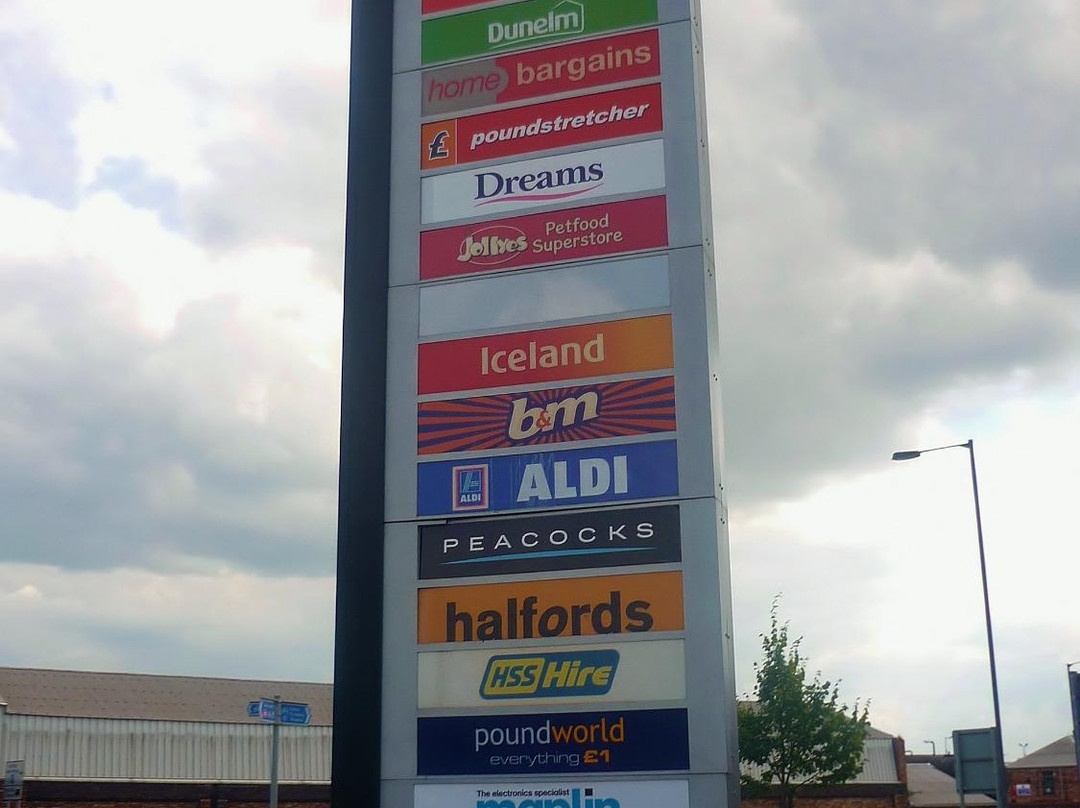 Dunelm
home bargains
£ poundstretcher
Dreams
Jollyes Petfood
Superstore
Iceland
b&m
ALDI ALDI
PEACOCKS
halfords
HSS Hire
poundworld
everything £1
The electronics specialist
maplin